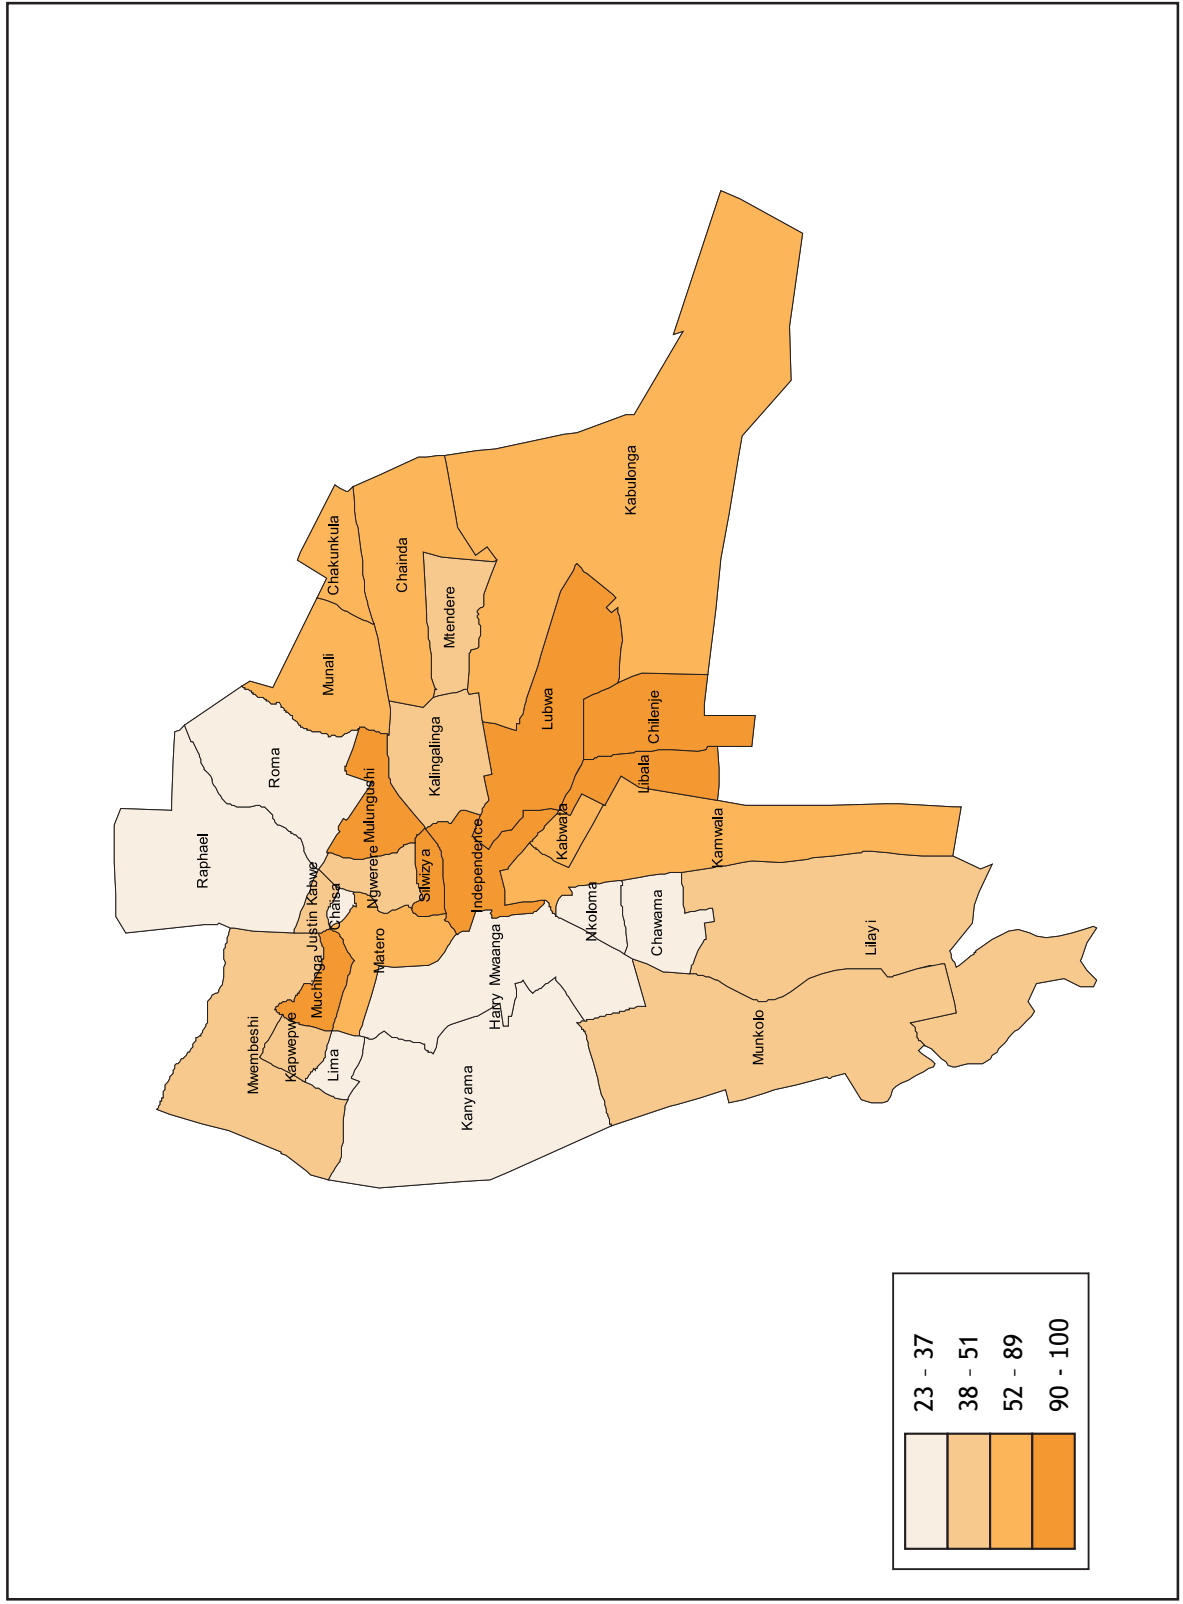 Chakunkula
Chainda
Kabulonga
Munali
Mtendere
Roma
Kalingalinga
Lubwa
Chilenje
Raphael
Mulungushi
Libala
Justin Kabwe
Chaisa
Ngwerere
Silwizya
Independence
Kabwata
Kamwala
Muchinga
Matero
Harry Mwaanga
Nkoloma
Chawama
Lilayi
Mwembeshi
Kapwepwe
Lima
Kanyama
Munkolo
23 - 37
38 - 51
52 - 89
90 - 100